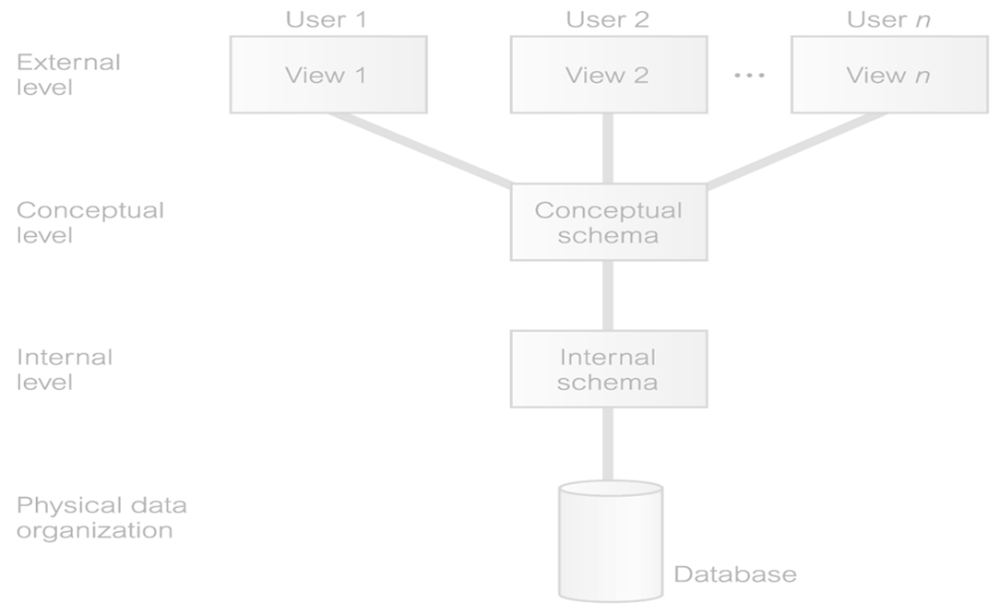 User 1
User 2
User n
External
level
View 1
View 2
...
View n
Conceptual
level
Conceptual
schema
Internal
level
Internal
schema
Physical data
organization
Database